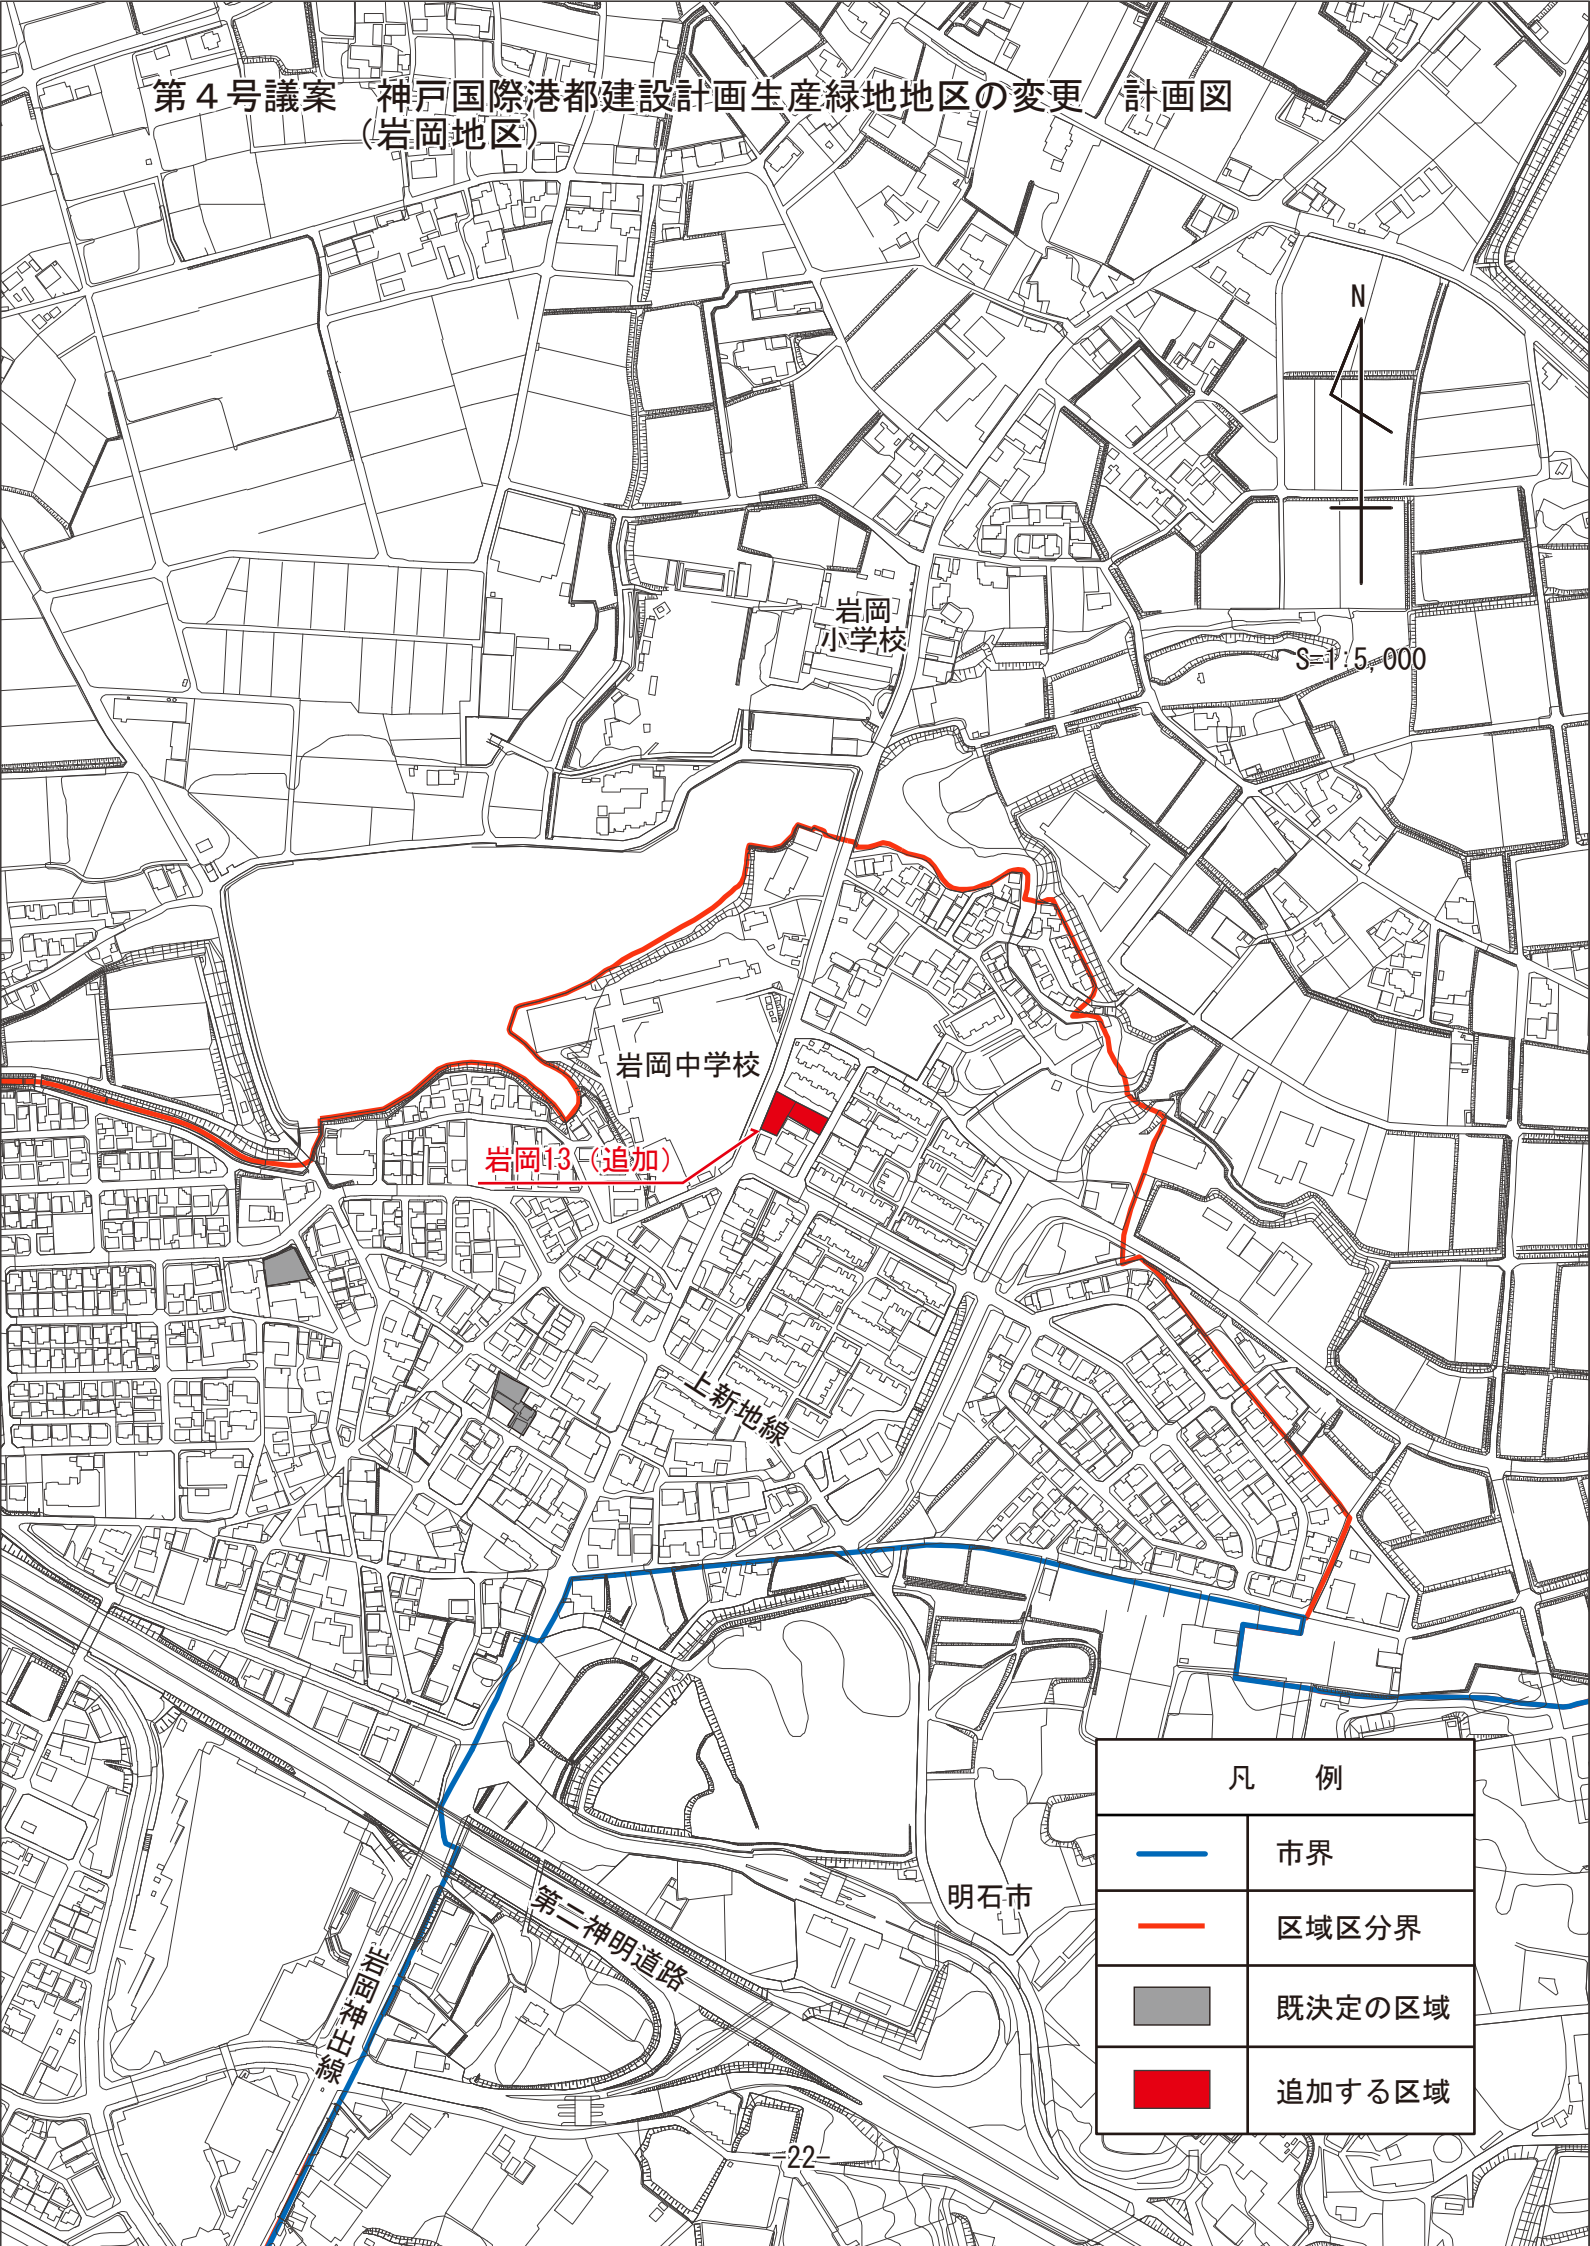 第４号議案　神戸国際港都建設計画生産緑地地区の変更　計画図
（岩岡地区）
N
岩岡
小学校
S=1:5,000
岩岡中学校
岩岡13（追加）
上新地線
凡　例
市界
明石市
区域区分界
第二神明道路
岩岡神出線
既決定の区域
追加する区域
-22-